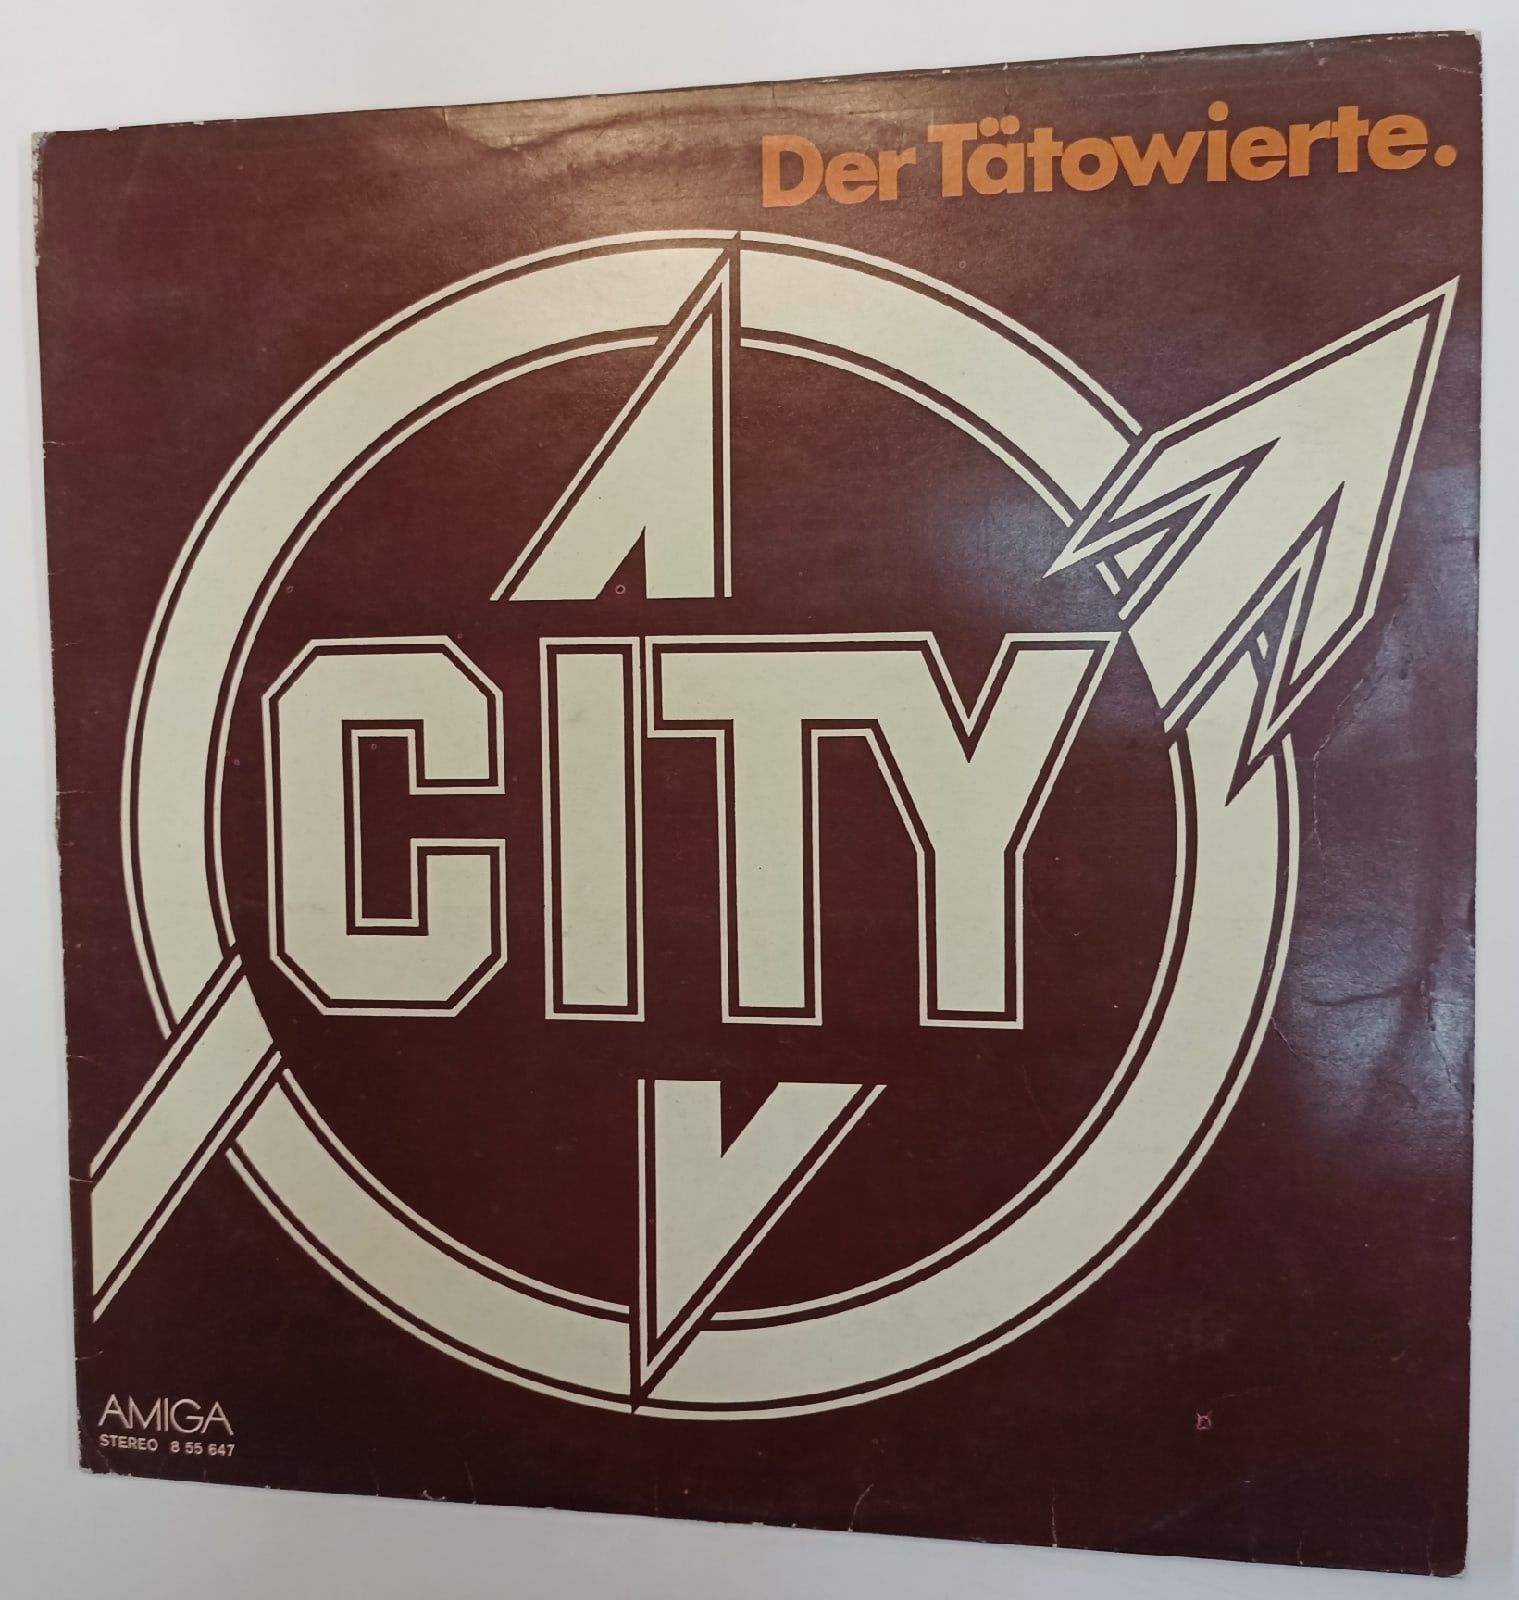 Der Tätowierte.
CITY
AMIGA
STEREO 8 55 647